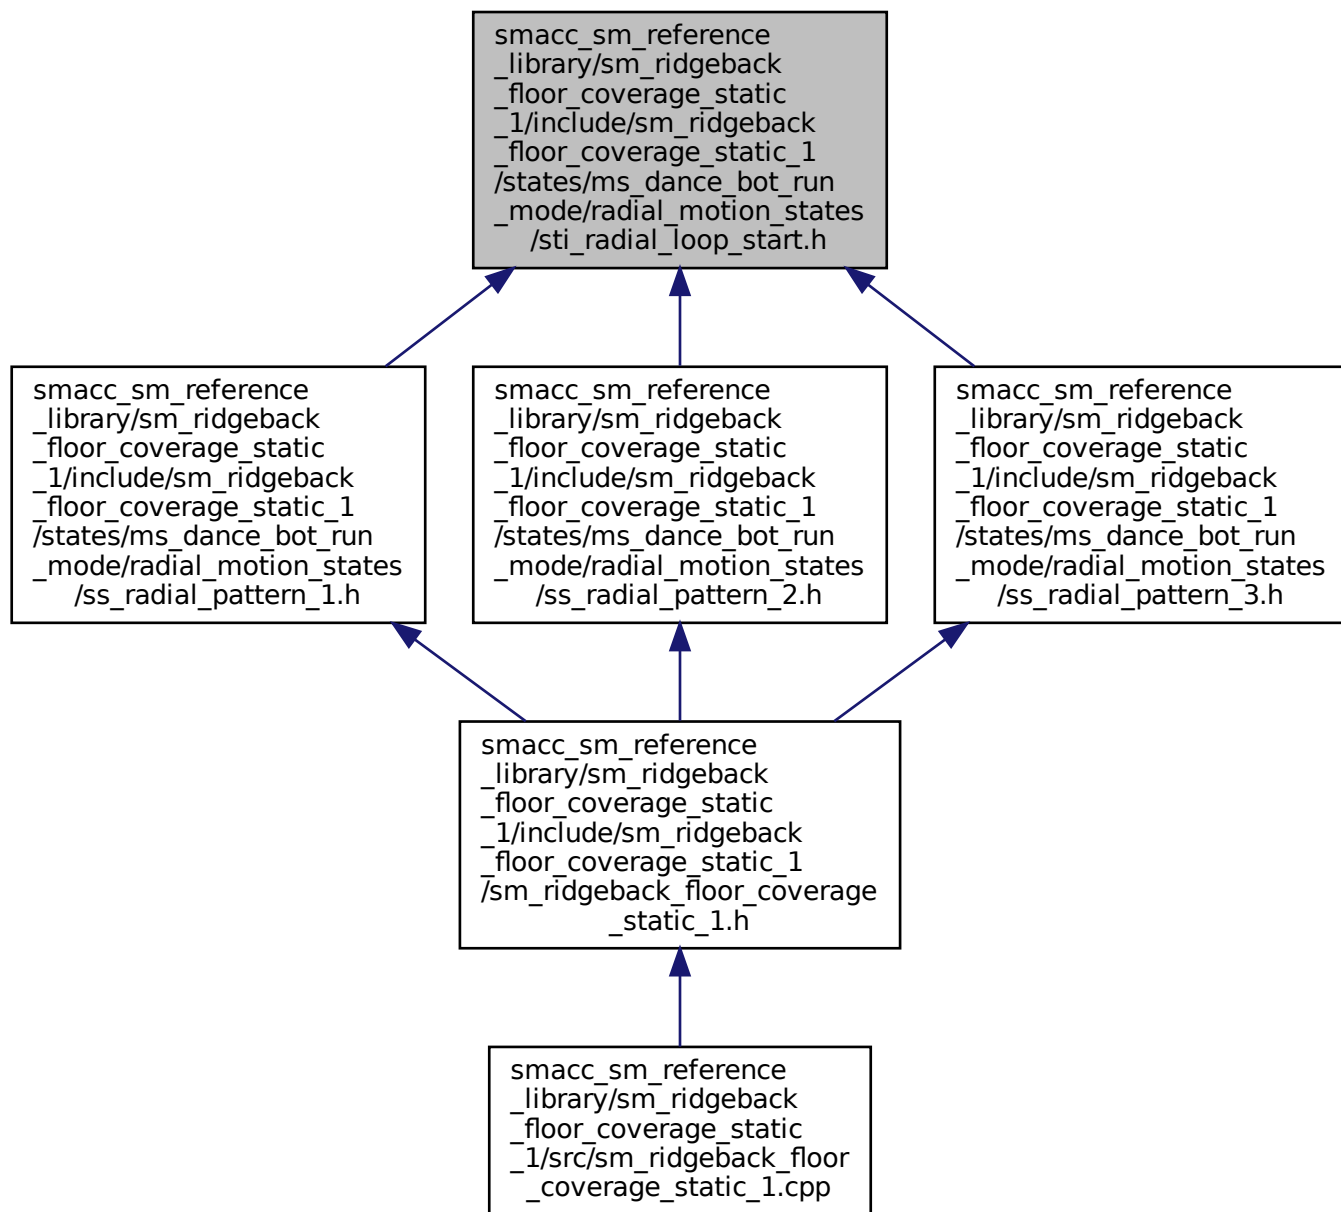 smacc_sm_reference
_library/sm_ridgeback
_floor_coverage_static
_1/include/sm_ridgeback
_floor_coverage_static_1
/states/ms_dance_bot_run
_mode/radial_motion_states
/sti_radial_loop_start.h
smacc_sm_reference
_library/sm_ridgeback
_floor_coverage_static
_1/include/sm_ridgeback
_floor_coverage_static_1
/states/ms_dance_bot_run
_mode/radial_motion_states
/ss_radial_pattern_1.h
smacc_sm_reference
_library/sm_ridgeback
_floor_coverage_static
_1/include/sm_ridgeback
_floor_coverage_static_1
/states/ms_dance_bot_run
_mode/radial_motion_states
/ss_radial_pattern_2.h
smacc_sm_reference
_library/sm_ridgeback
_floor_coverage_static
_1/include/sm_ridgeback
_floor_coverage_static_1
/states/ms_dance_bot_run
_mode/radial_motion_states
/ss_radial_pattern_3.h
smacc_sm_reference
_library/sm_ridgeback
_floor_coverage_static
_1/include/sm_ridgeback
_floor_coverage_static_1
/sm_ridgeback_floor_coverage
_static_1.h
smacc_sm_reference
_library/sm_ridgeback
_floor_coverage_static
_1/src/sm_ridgeback_floor
_coverage_static_1.cpp